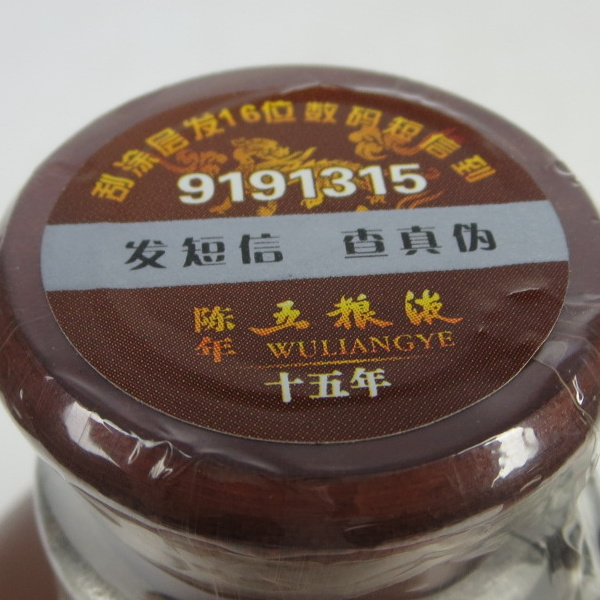 刮涂层发16位数码短信到
9191315
发短信 查真伪
陈年 五粮液
WULIANGYE
十五年